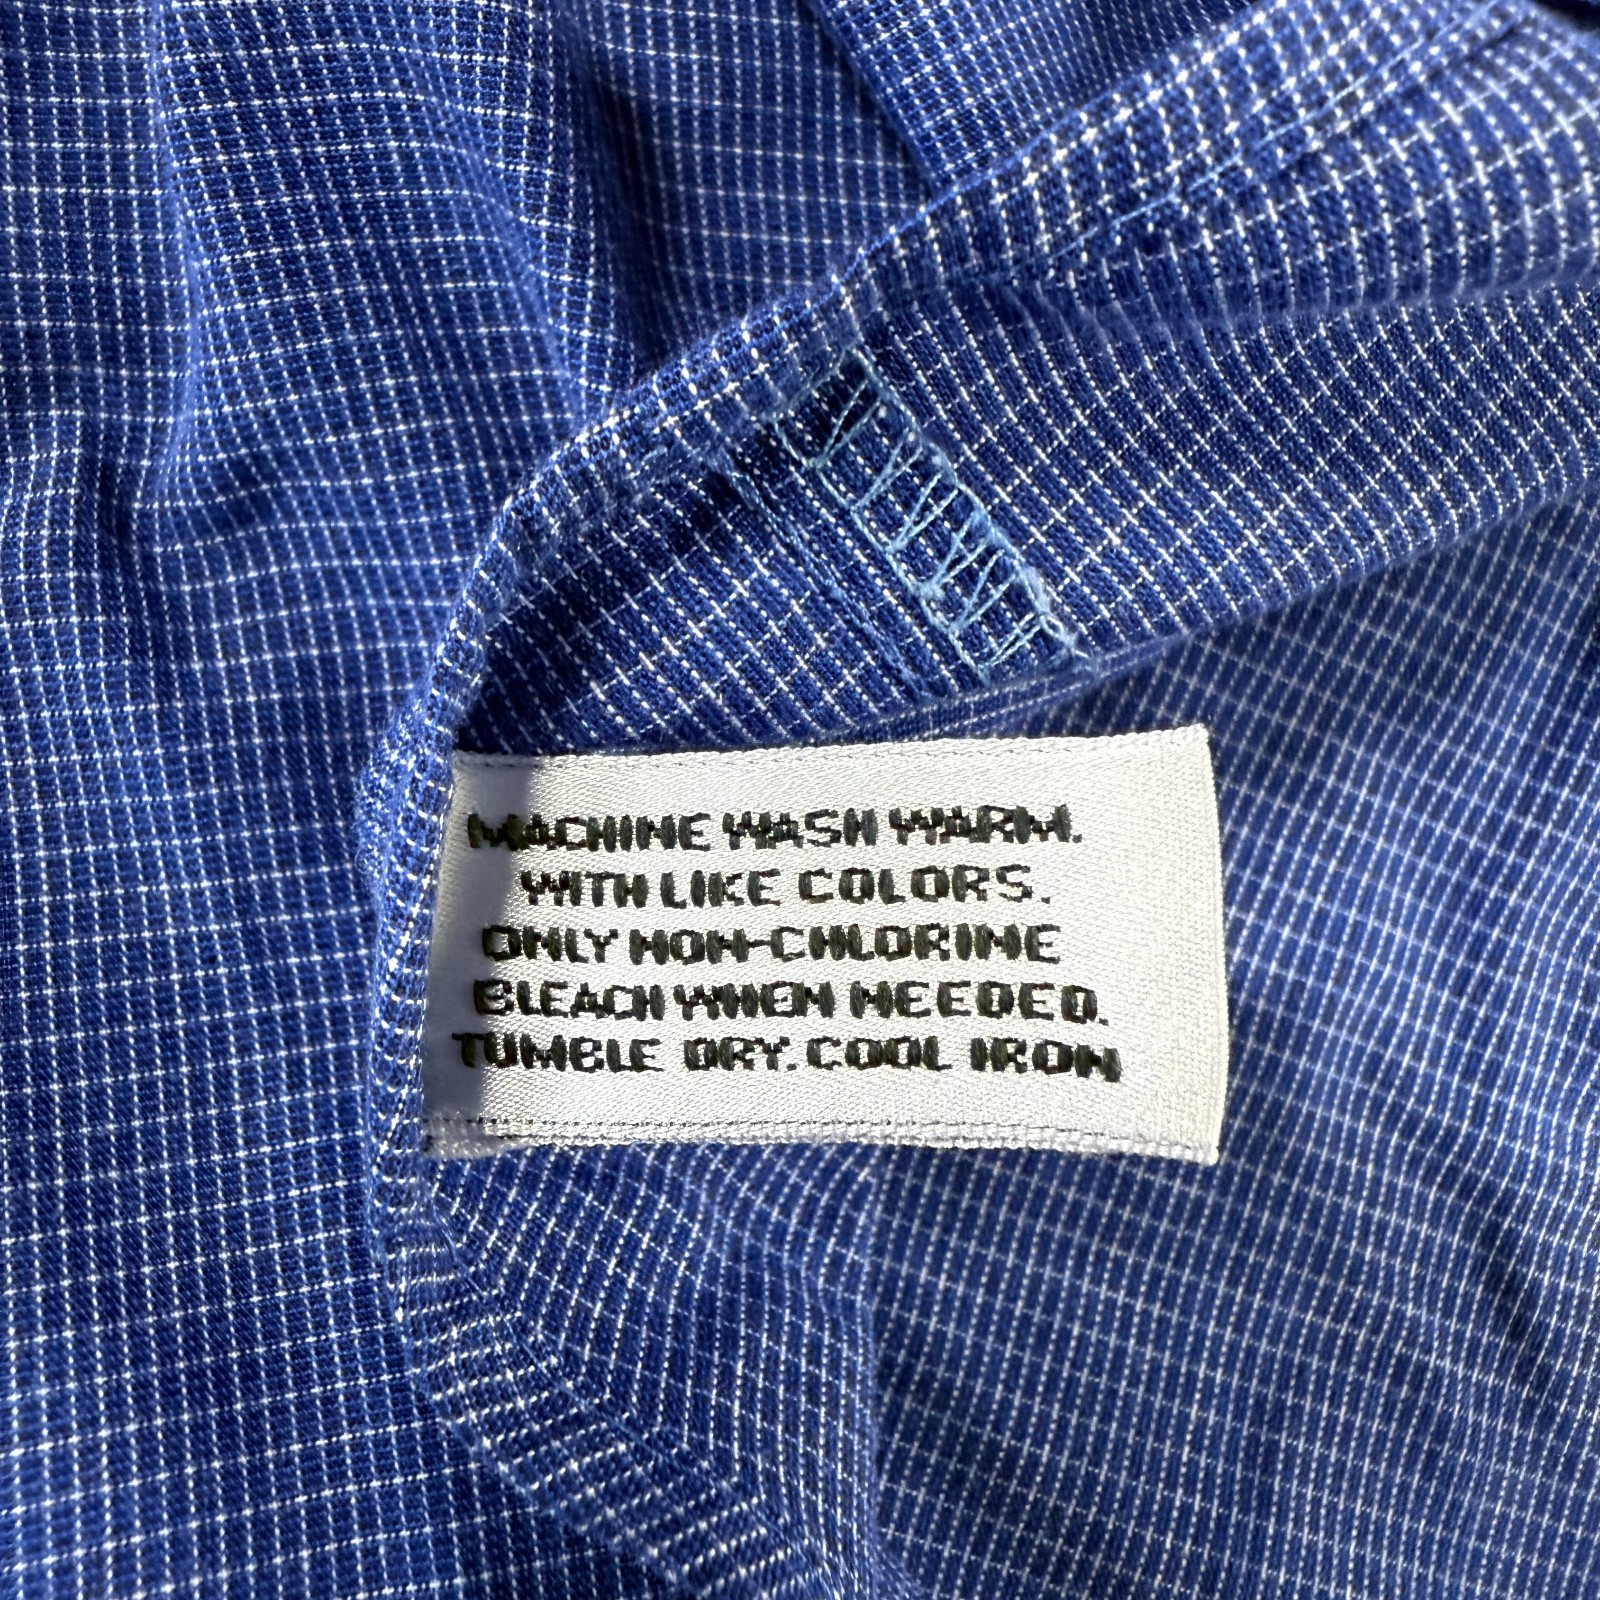 MACHINE WASH WARM.
WITH LIKE COLORS.
ONLY NON-CHLORINE
BLEACH WHEN NEEDED.
TUMBLE DRY. COOL IRON